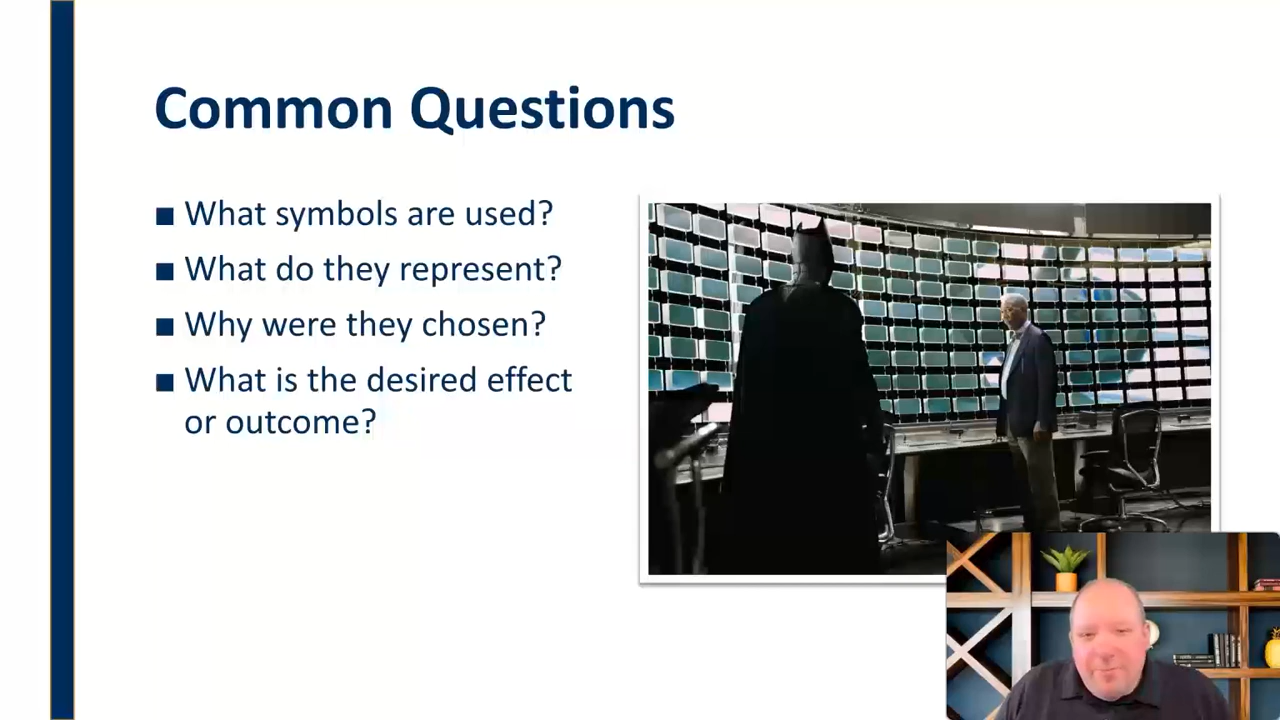 Common Questions
■ What symbols are used?
■ What do they represent?
■ Why were they chosen?
■ What is the desired effect
or outcome?